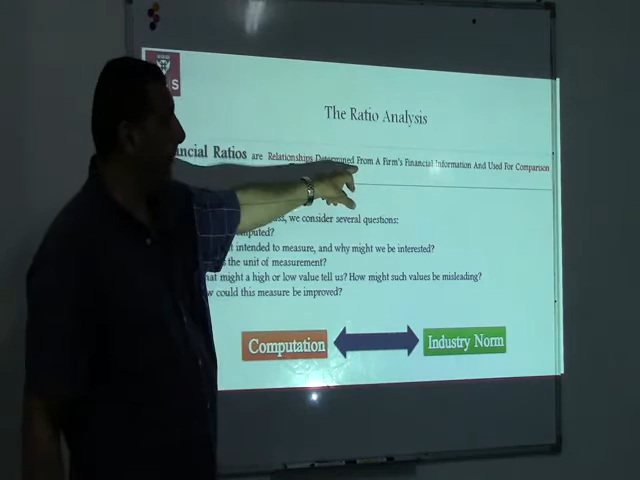 S
The Ratio Analysis
ncial Ratios are Relationships Determined From A Firm's Financial Information And Used For Comparison
, we consider several questions:
mputed?
intended to measure, and why might we be interested?
the unit of measurement?
hat might a high or low value tell us? How might such values be misleading?
w could this measure be improved?
Computation
Industry Norm